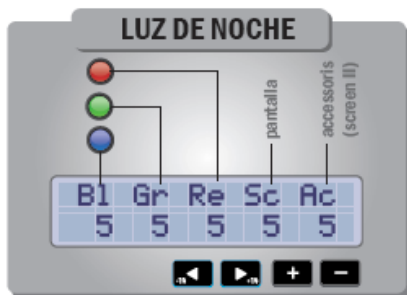 LUZ DE NOCHE
pantalla
accessoris
(screen II)
Bl Gr Re Sc Ac
5 5 5 5 5
+ -